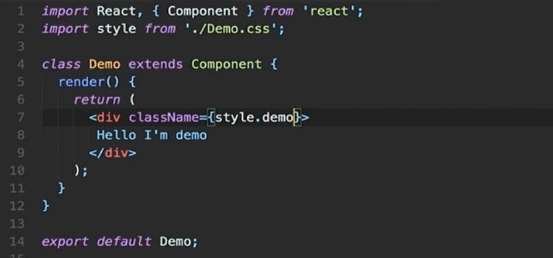 1 import React, { Component } from 'react';
2 import style from './Demo.css';
3
4 class Demo extends Component {
5 render() {
6 return (
7 <div className={style.demo}>
8 Hello I'm demo
9 </div>
10 );
11 }
12 }
13
14 export default Demo;
15